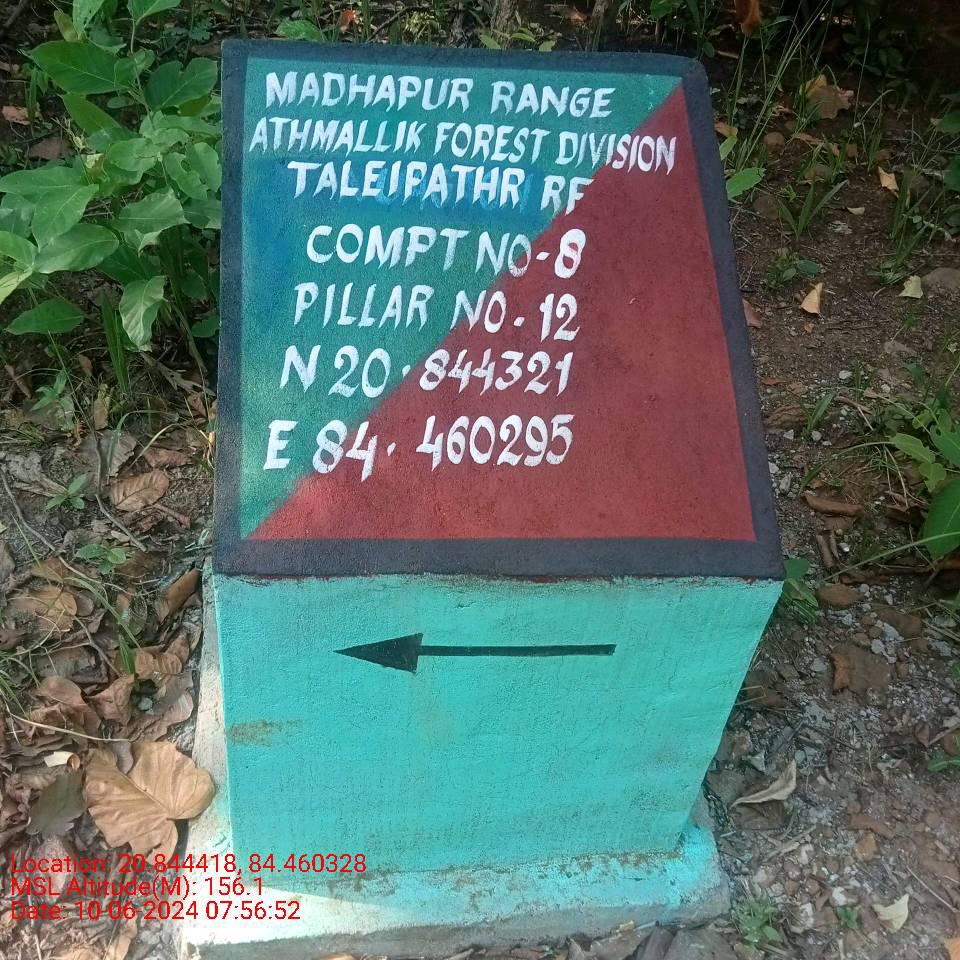 MADHAPUR RANGE
ATHMALLIK FOREST DIVISION
TALEIPATHR RF
COMPT NO-8
PILLAR NO. 12
N 20.844321
E 84.460295
Location: 20.844418, 84.460328
MSL Altitude(M): 156.1
Date: 10-06-2024 07:56:52